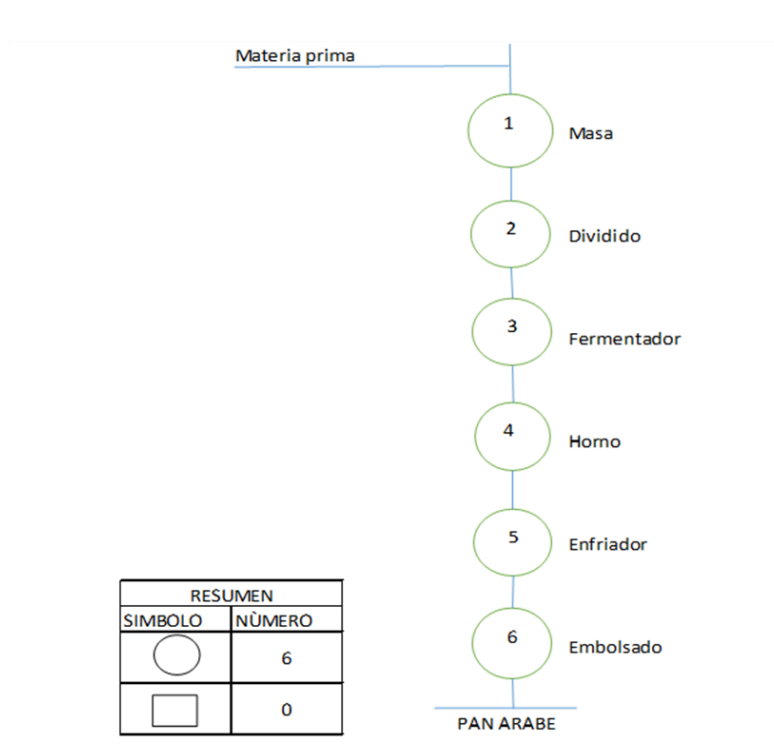 Materia prima
1
Masa
2
Dividido
3
Fermentador
4
Horno
5
Enfriador
6
Embolsado
PAN ARABE
RESUMEN
SIMBOLO NÙMERO
6
0